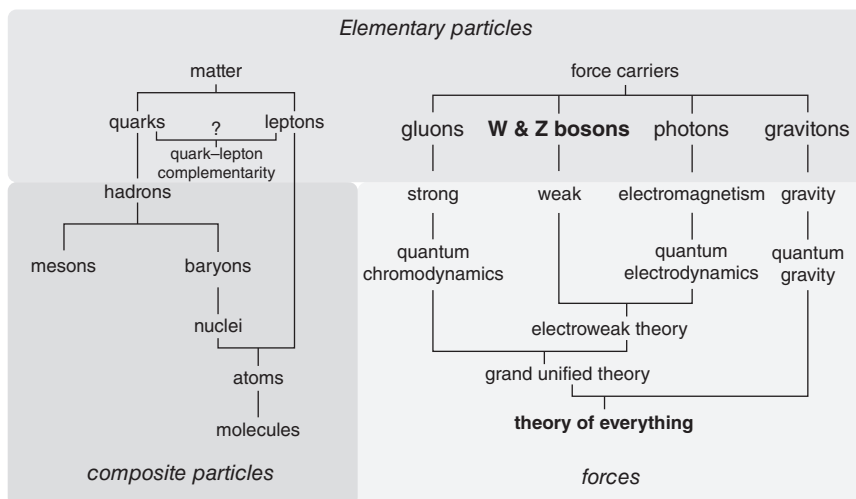 Elementary particles
matter
force carriers
quarks
?
leptons
gluons
W & Z bosons
photons
gravitons
quark–lepton
complementarity
hadrons
strong
weak
electromagnetism
gravity
mesons
baryons
quantum
chromodynamics
quantum
electrodynamics
quantum
gravity
nuclei
electroweak theory
atoms
grand unified theory
molecules
theory of everything
composite particles
forces